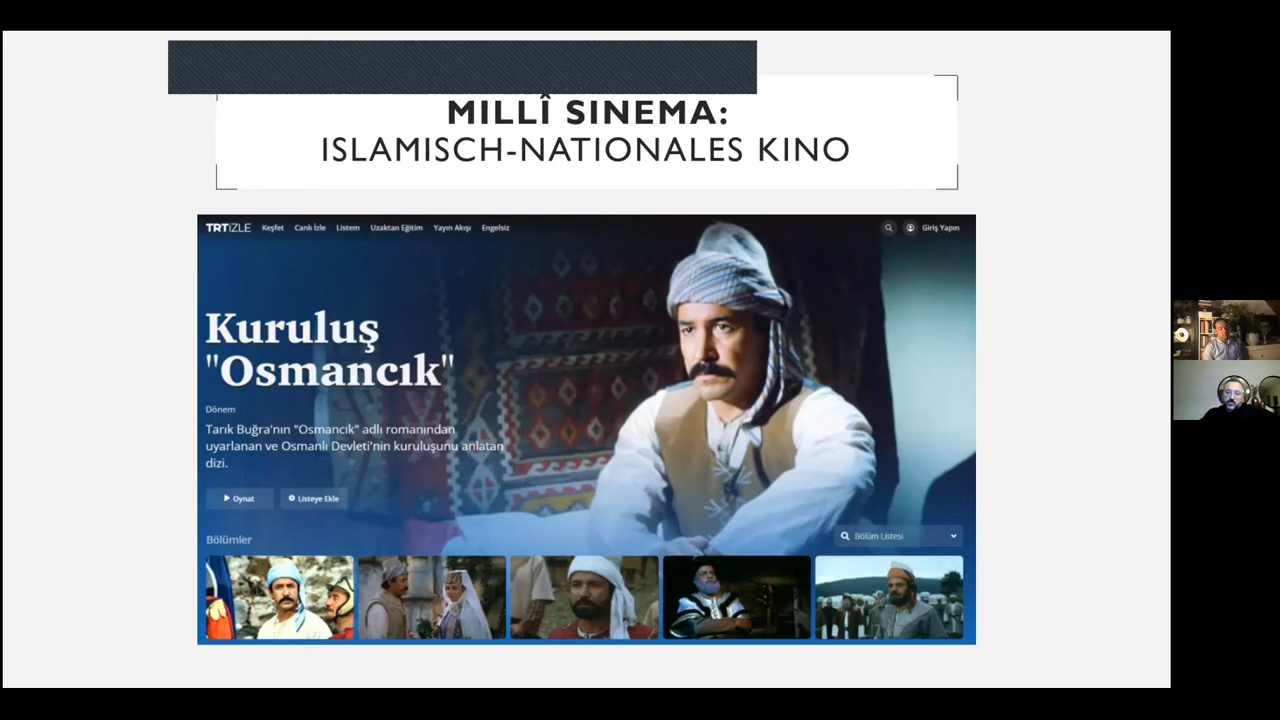 MILLÎ SINEMA:
ISLAMISCH-NATIONALES KINO
TRTİZLE Keşfet Canlı İzle Listem Uzaktan Eğitim Yayın Akışı Engelsiz Giriş Yapın
Kuruluş
"Osmancık"
Dönem
Tarık Buğra'nın "Osmancık" adlı romanından
uyarlanan ve Osmanlı Devleti'nin kuruluşunu anlatan
dizi.
Oynat Listeye Ekle
Bölümler Bölüm Listesi